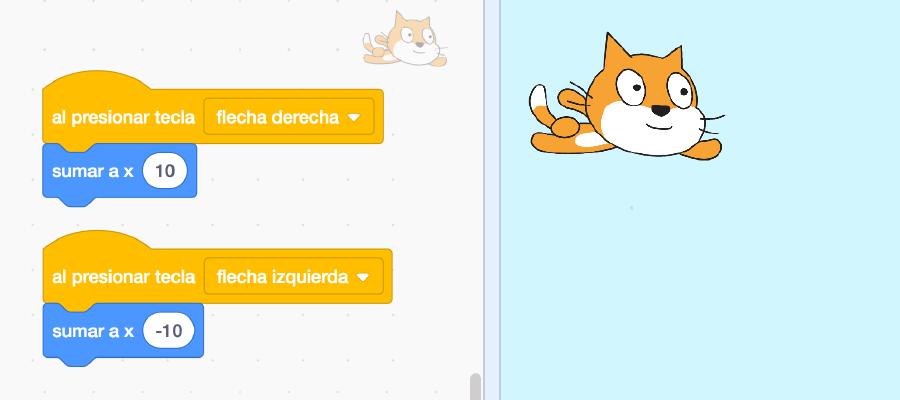 al presionar tecla flecha derecha
sumar a x 10
al presionar tecla flecha izquierda
sumar a x -10